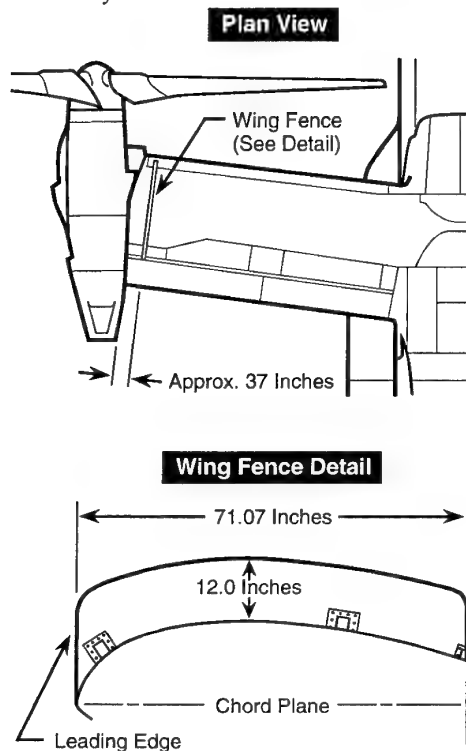 Plan View
Wing Fence
(See Detail)
Approx. 37 Inches
Wing Fence Detail
71.07 Inches
12.0 Inches
Chord Plane
Leading Edge